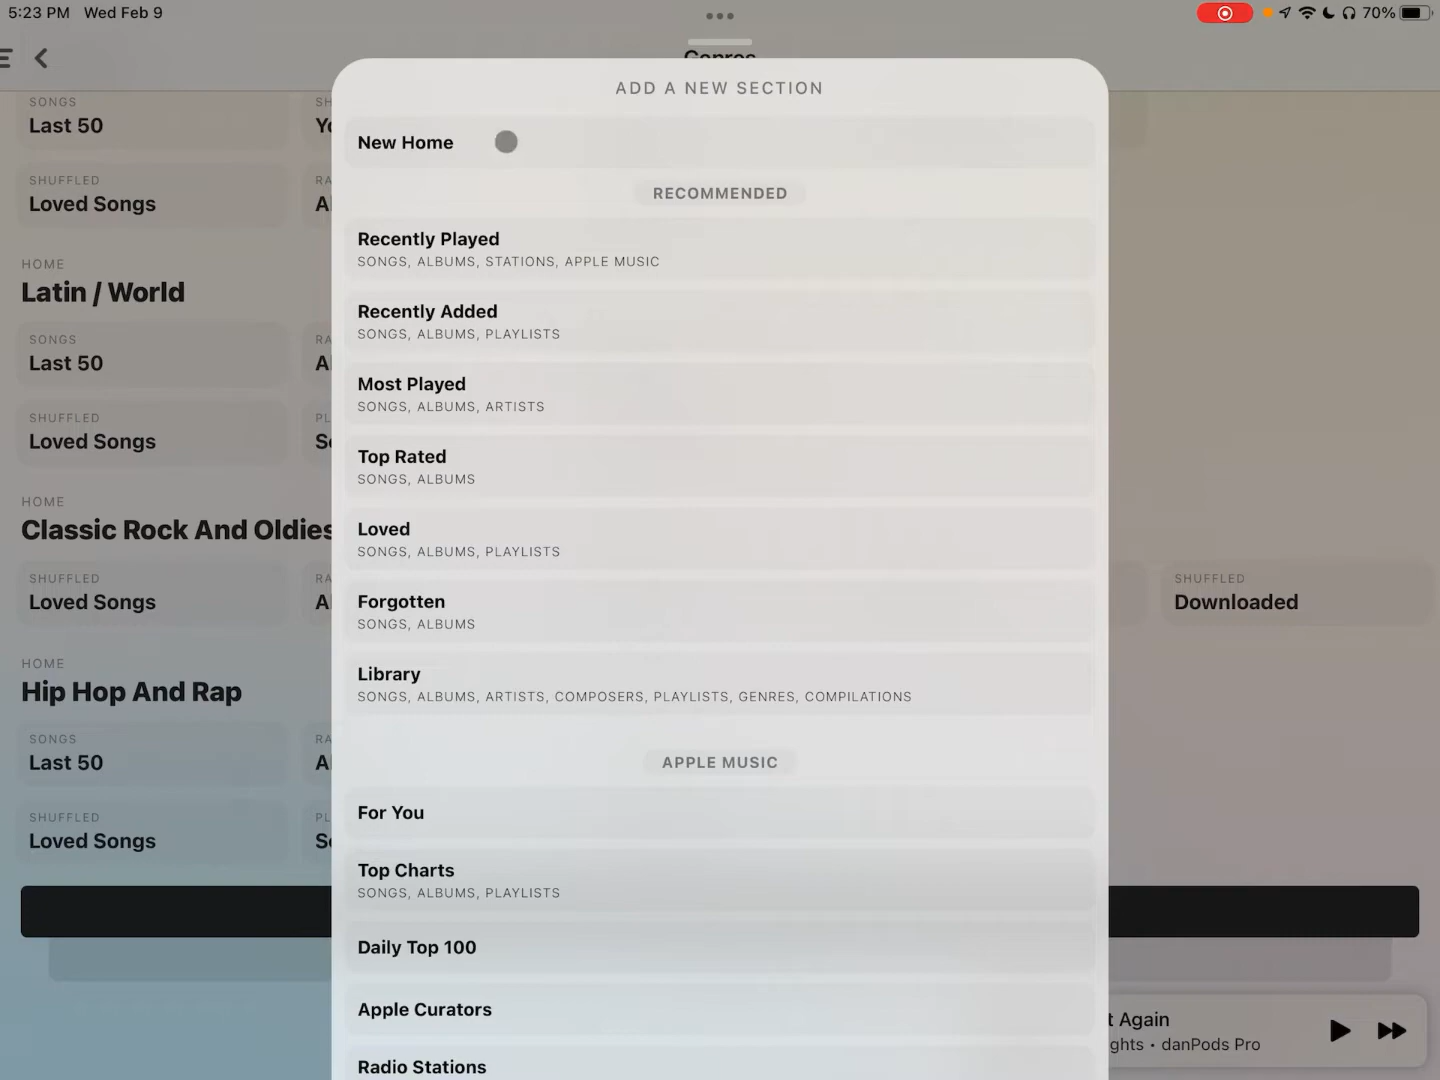 5:23 PM Wed Feb 9
70%
Genres
SONGS
Last 50
SHUFFLED
Loved Songs
HOME
Latin / World
SONGS
Last 50
SHUFFLED
Loved Songs
HOME
Classic Rock And Oldies
SHUFFLED
Loved Songs
HOME
Hip Hop And Rap
SONGS
Last 50
SHUFFLED
Loved Songs
ADD A NEW SECTION
New Home
RECOMMENDED
Recently Played
SONGS, ALBUMS, STATIONS, APPLE MUSIC
Recently Added
SONGS, ALBUMS, PLAYLISTS
Most Played
SONGS, ALBUMS, ARTISTS
Top Rated
SONGS, ALBUMS
Loved
SONGS, ALBUMS, PLAYLISTS
Forgotten
SONGS, ALBUMS
Library
SONGS, ALBUMS, ARTISTS, COMPOSERS, PLAYLISTS, GENRES, COMPILATIONS
APPLE MUSIC
For You
Top Charts
SONGS, ALBUMS, PLAYLISTS
Daily Top 100
Apple Curators
Radio Stations
SHUFFLED
Downloaded
t Again
ghts • danPods Pro